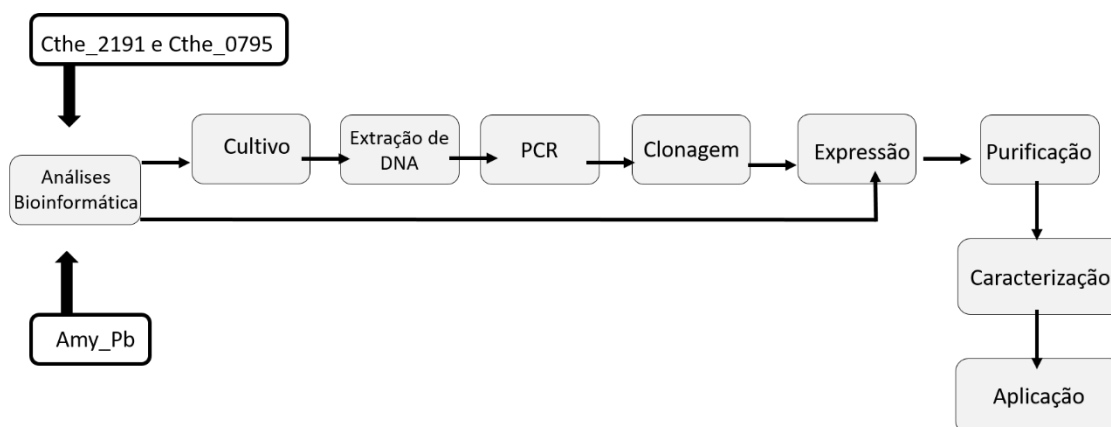 Cthe_2191 e Cthe_0795
Análises
Bioinformática
Cultivo
Extração de
DNA
PCR
Clonagem
Expressão
Purificação
Caracterização
Aplicação
Amy_Pb